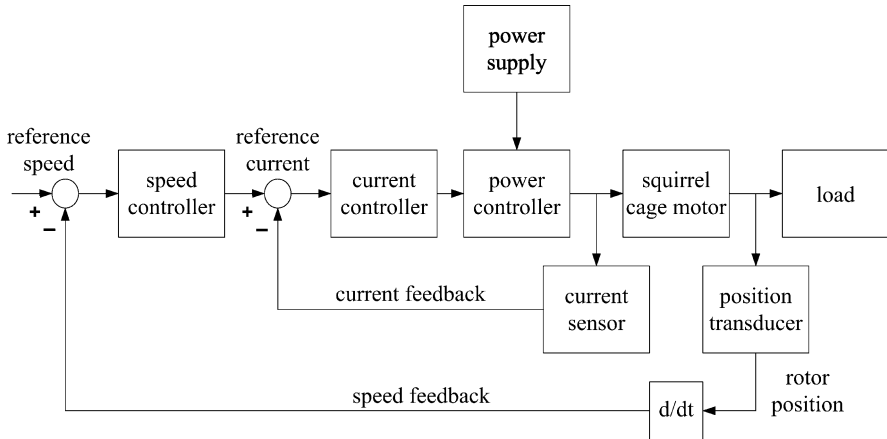 power
supply
reference
speed
reference
current
speed
controller
current
controller
power
controller
squirrel
cage motor
load
+
−
+
−
current feedback
current
sensor
position
transducer
rotor
position
speed feedback
d/dt